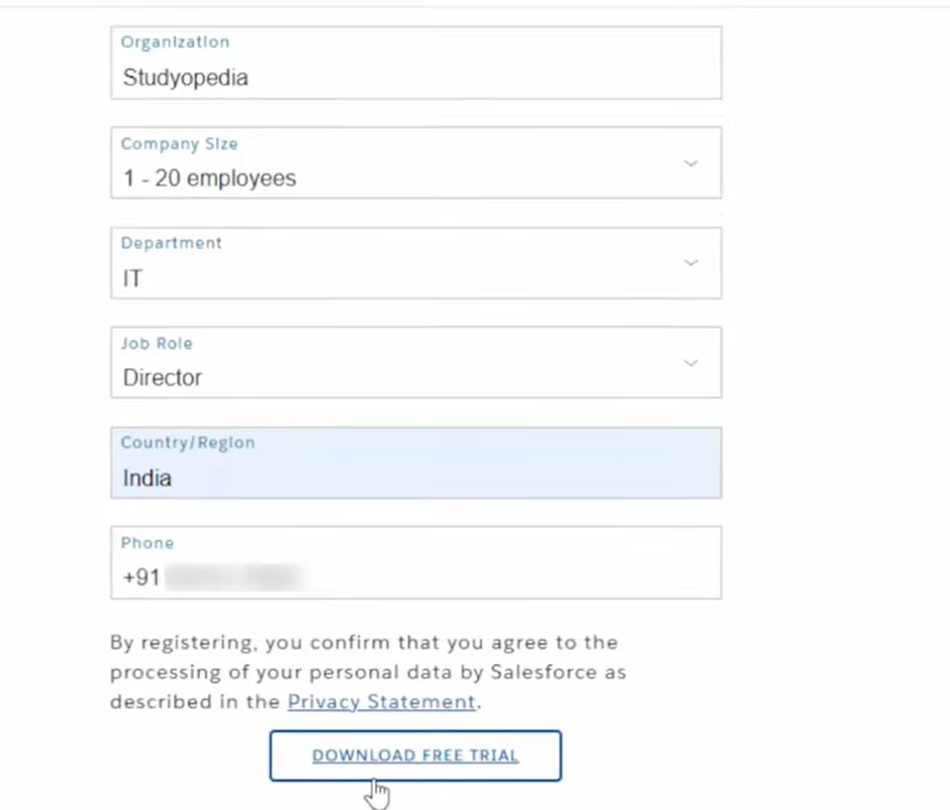 Organization
Studyopedia
Company Size
1 - 20 employees
Department
IT
Job Role
Director
Country/Region
India
Phone
+91
By registering, you confirm that you agree to the
processing of your personal data by Salesforce as
described in the Privacy Statement.
DOWNLOAD FREE TRIAL